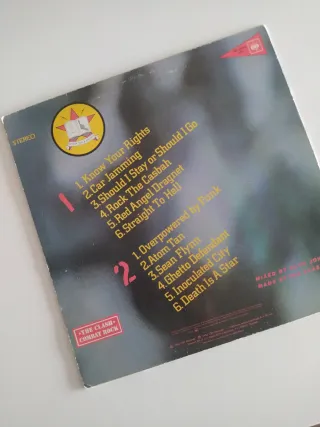 STEREO
1
1. Know Your Rights
2. Car Jamming
3. Should I Stay or Should I Go
4. Rock The Casbah
5. Red Angel Dragnet
6. Straight To Hell
2
1. Overpowered by Funk
2. Atom Tan
3. Sean Flynn
4. Ghetto Defendant
5. Inoculated City
6. Death Is A Star
MIXED BY
•THE CLASH•
COMBAT ROCK